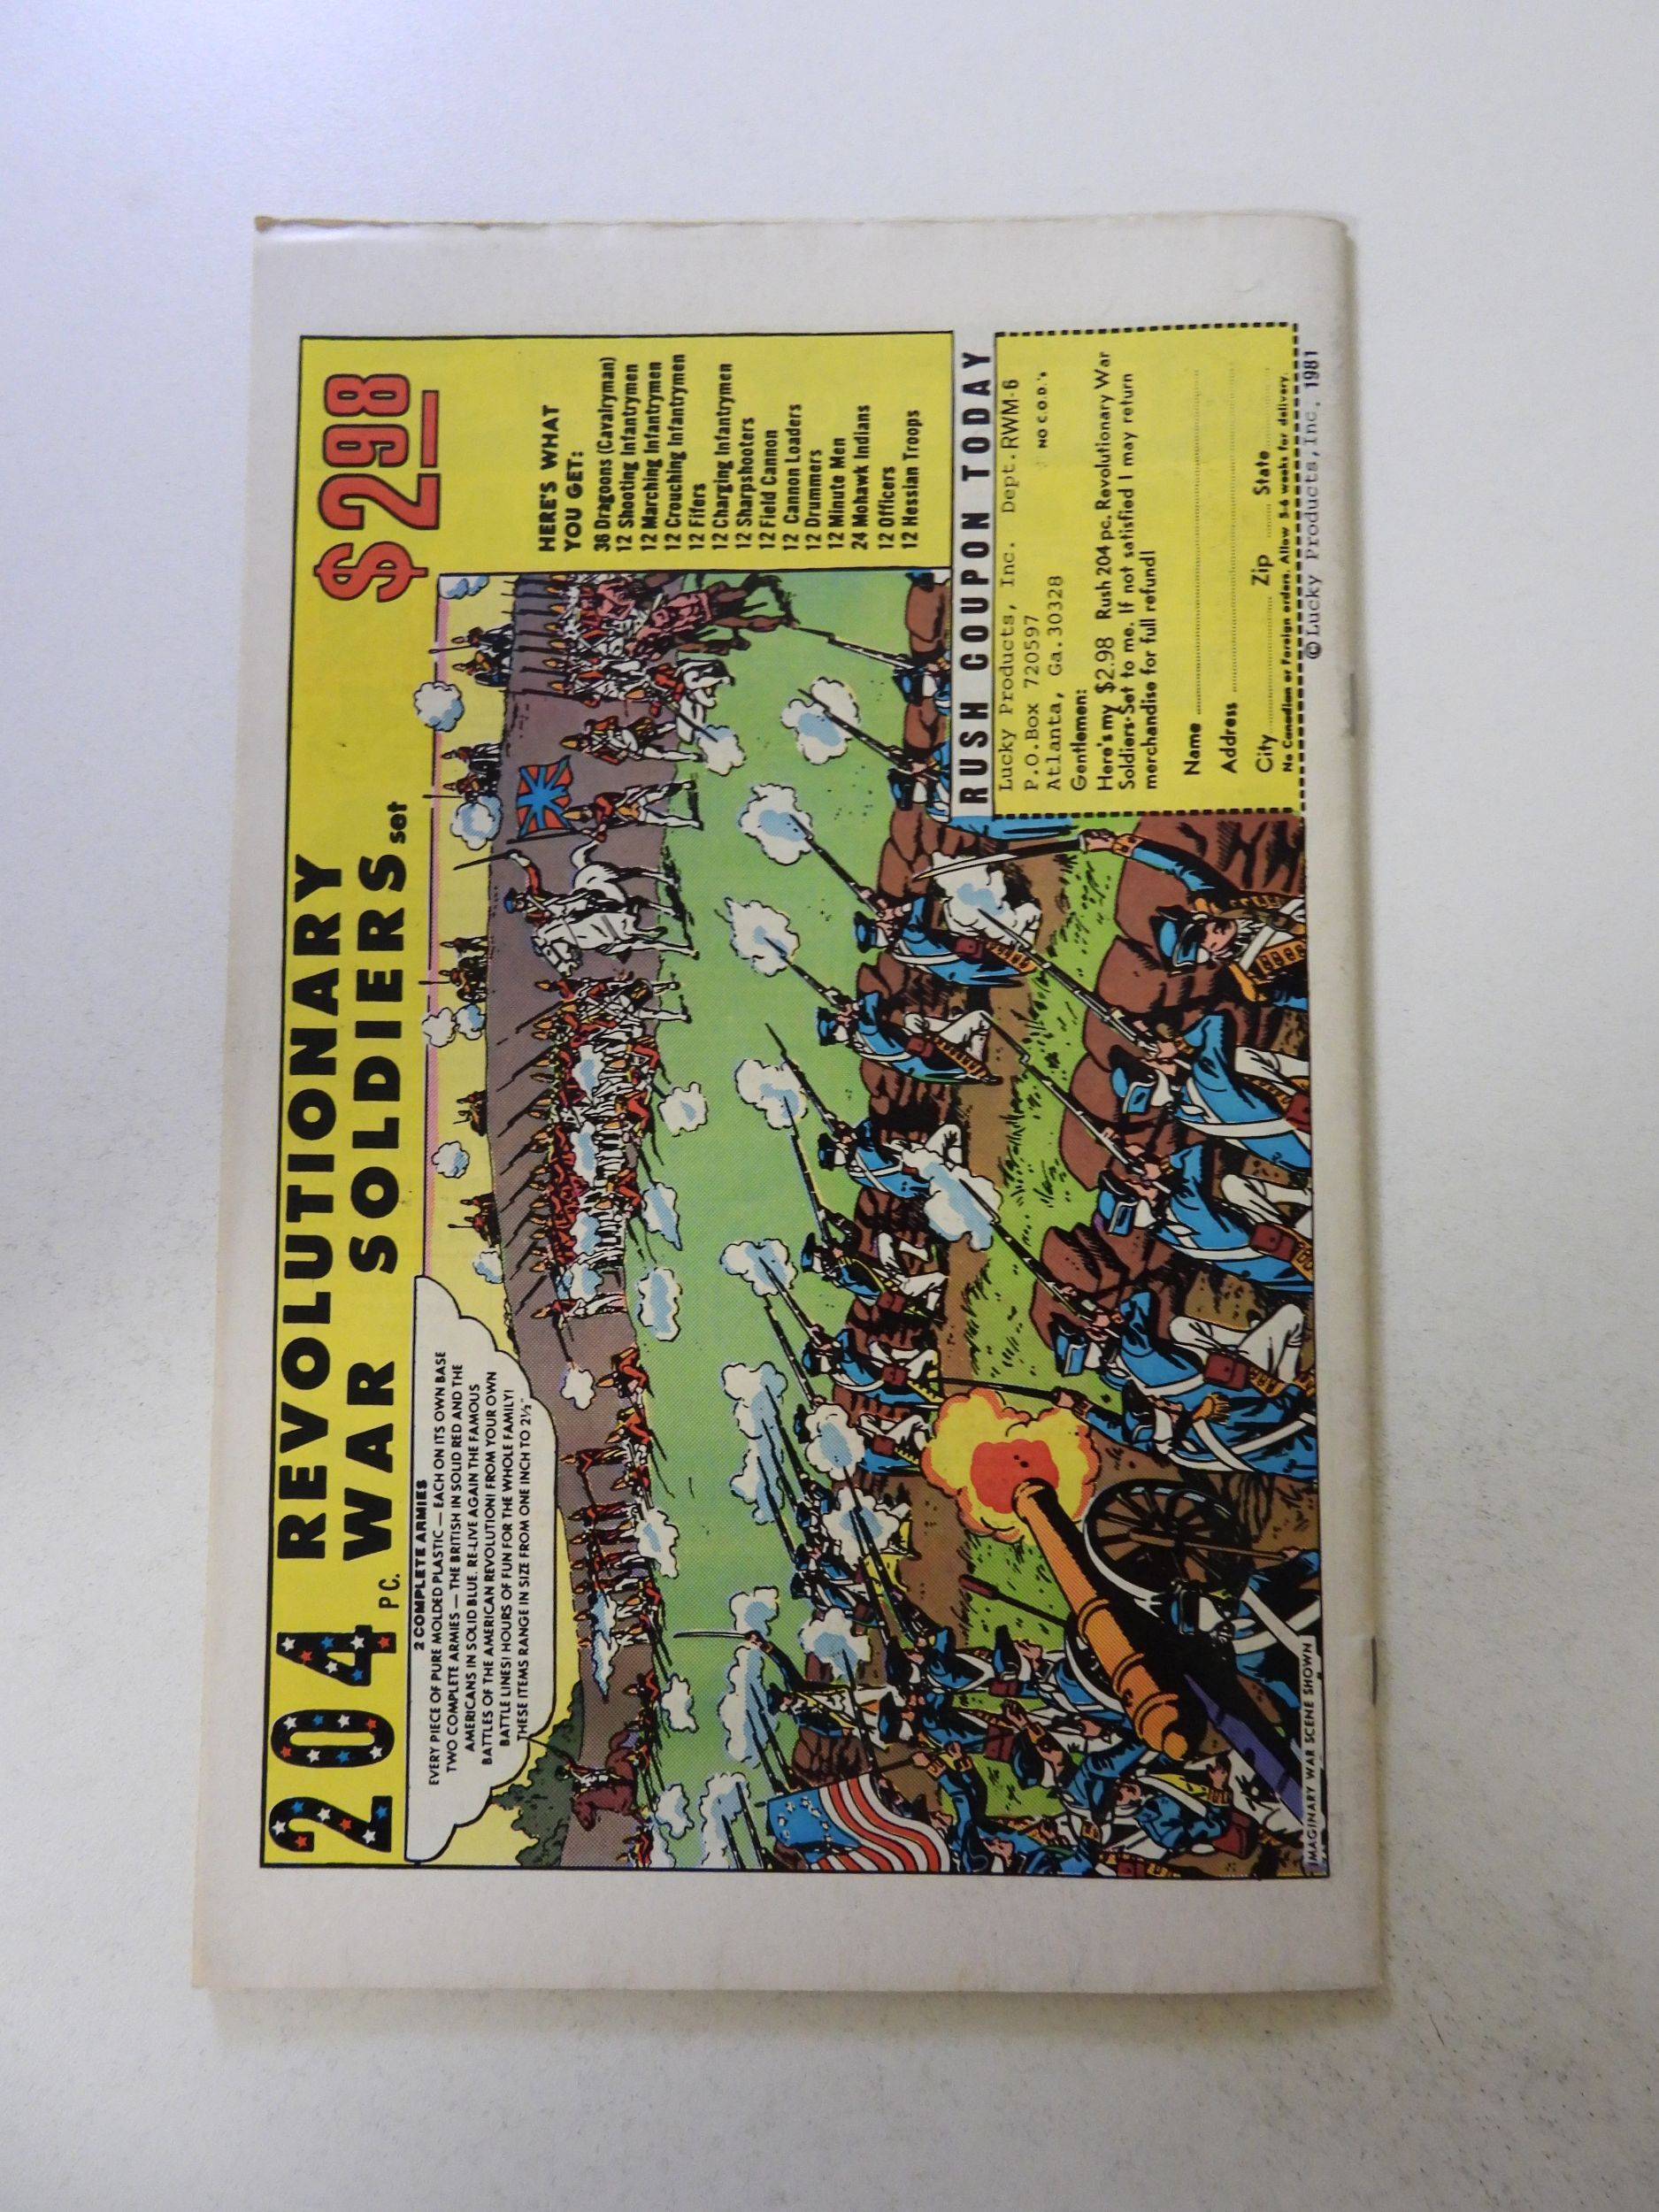 204 PC. REVOLUTIONARY
WAR SOLDIERS set
$2.98
2 COMPLETE ARMIES
EVERY PIECE OF PURE MOLDED PLASTIC — EACH ON ITS OWN BASE
TWO COMPLETE ARMIES — THE BRITISH IN SOLID RED AND THE
AMERICANS IN SOLID BLUE. RE-LIVE AGAIN THE FAMOUS
BATTLES OF THE AMERICAN REVOLUTION! FROM YOUR OWN
BATTLE LINES! HOURS OF FUN FOR THE WHOLE FAMILY!
THESE ITEMS RANGE IN SIZE FROM ONE INCH TO 2½"
HERE'S WHAT
YOU GET:
36 Dragoons (Cavalryman)
12 Shooting Infantrymen
12 Marching Infantrymen
12 Crouching Infantrymen
12 Fifers
12 Charging Infantrymen
12 Sharpshooters
12 Field Cannon
12 Cannon Loaders
12 Drummers
12 Minute Men
24 Mohawk Indians
12 Officers
12 Hessian Troops
RUSH COUPON TODAY
Lucky Products, Inc. Dept. RWM-6
P.O.Box 720597 NO C.O.D.'s
Atlanta, Ga. 30328
Gentlemen:
Here's my $2.98 Rush 204 pc. Revolutionary War
Soldiers Set to me. If not satisfied I may return
merchandise for full refund!
Name
Address
City Zip State
No Canadian or Foreign orders. Allow 5-6 weeks for delivery.
IMAGINARY WAR SCENE SHOWN
©Lucky Products, Inc. 1981